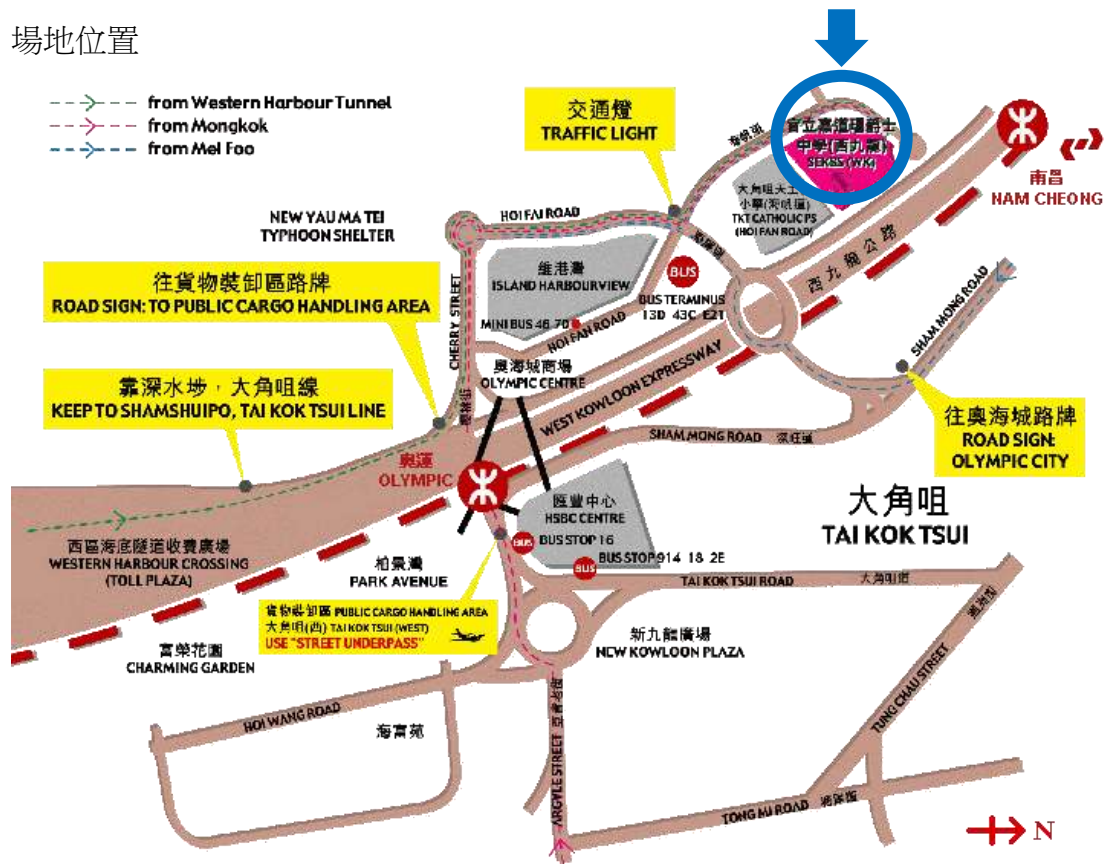 場地位置
from Western Harbour Tunnel
from Mongkok
from Mei Foo
交通燈
TRAFFIC LIGHT
官立嘉道理爵士
中學(西九龍)
SEKSS (WK)
大角咀天主教
小學(海帆道)
TKT CATHOLIC PS
(HOI FAN ROAD)
南昌
NAM CHEONG
NEW YAU MA TEI
TYPHOON SHELTER
HOI FAI ROAD
往貨物裝卸區路牌
ROAD SIGN: TO PUBLIC CARGO HANDLING AREA
CHERRY STREET
櫻桃街
維港灣
ISLAND HARBOURVIEW
MINI BUS 46 70
HOI FAN ROAD
BUS
BUS TERMINUS
13D 43C E21
西九龍公路
WEST KOWLOON EXPRESSWAY
SHAM MONG ROAD
奧海城商場
OLYMPIC CENTRE
靠深水埗，大角咀線
KEEP TO SHAMSHUIPO, TAI KOK TSUI LINE
SHAM MONG ROAD 深旺道
往奧海城路牌
ROAD SIGN:
OLYMPIC CITY
奧運
OLYMPIC
匯豐中心
HSBC CENTRE
大角咀
TAI KOK TSUI
BUS
BUS STOP 16
BUS
BUS STOP 914 18 2E
西區海底隧道收費廣場
WESTERN HARBOUR CROSSING
(TOLL PLAZA)
柏景灣
PARK AVENUE
TAI KOK TSUI ROAD 大角咀道
貨物裝卸區 PUBLIC CARGO HANDLING AREA
大角咀(西) TAI KOK TSUI (WEST)
USE "STREET UNDERPASS"
富榮花園
CHARMING GARDEN
新九龍廣場
NEW KOWLOON PLAZA
HOI WANG ROAD
海富苑
ARGYLE STREET 亞皆老街
TUNG CHAU STREET
TONG MI ROAD
N